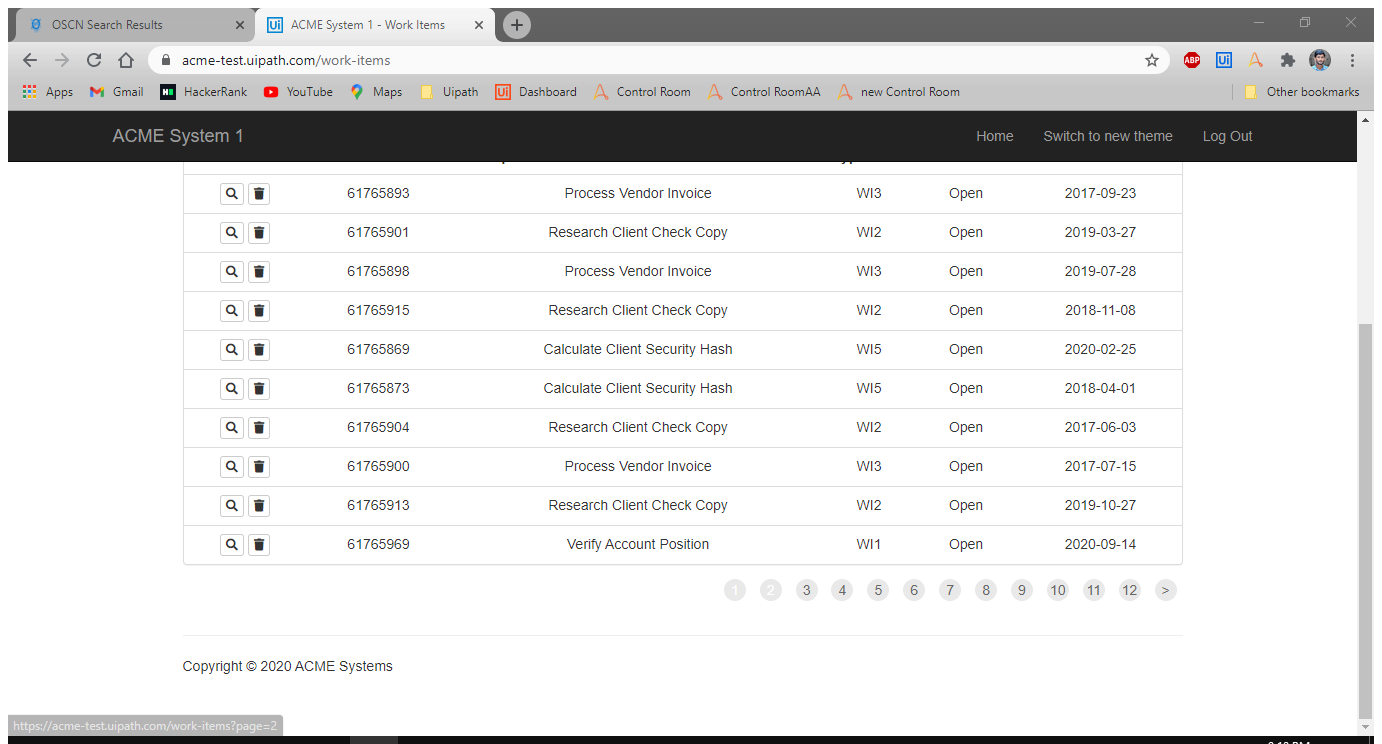 OSCN Search Results
ACME System 1 - Work Items
acme-test.uipath.com/work-items
ABP
Ui
Apps Gmail HackerRank YouTube Maps Uipath Ui Dashboard Control Room Control RoomAA new Control Room Other bookmarks
ACME System 1 Home Switch to new theme Log Out
61765893 Process Vendor Invoice WI3 Open 2017-09-23
61765901 Research Client Check Copy WI2 Open 2019-03-27
61765898 Process Vendor Invoice WI3 Open 2019-07-28
61765915 Research Client Check Copy WI2 Open 2018-11-08
61765869 Calculate Client Security Hash WI5 Open 2020-02-25
61765873 Calculate Client Security Hash WI5 Open 2018-04-01
61765904 Research Client Check Copy WI2 Open 2017-06-03
61765900 Process Vendor Invoice WI3 Open 2017-07-15
61765913 Research Client Check Copy WI2 Open 2019-10-27
61765969 Verify Account Position WI1 Open 2020-09-14
1 2 3 4 5 6 7 8 9 10 11 12 >
Copyright © 2020 ACME Systems
https://acme-test.uipath.com/work-items?page=2